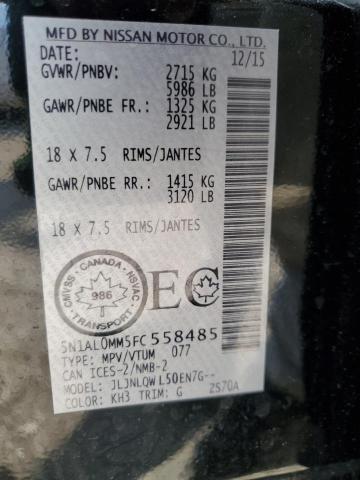 MFD BY NISSAN MOTOR CO., LTD.
DATE: 12/15
GVWR/PNBV: 2715 KG
5986 LB
GAWR/PNBE FR.: 1325 KG
2921 LB
18 X 7.5 RIMS/JANTES
GAWR/PNBE RR.: 1415 KG
3120 LB
18 X 7.5 RIMS/JANTES
CANADA
CMVSS NSVAC
986
TRANSPORT
EC
5N1AL0MM5FC558485
TYPE: MPV/VTUM 077
CAN ICES-2/NMB-2
MODEL: JLJNLQWL50EN7G--
COLOR: KH3 TRIM: G 2S70A